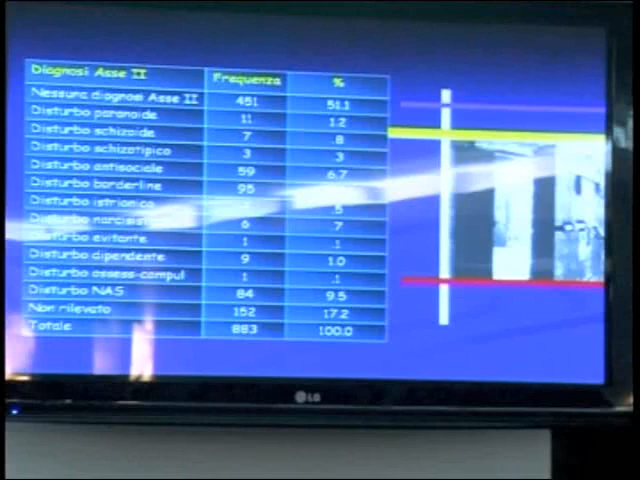 Diagnosi Asse II Frequenza %
Nessuna diagnosi Asse II 451 51.1
Disturbo paranoide 11 1.2
Disturbo schizoide 7 .8
Disturbo schizotipico 3 .3
Disturbo antisociale 59 6.7
Disturbo borderline 95
Disturbo istrionico .5
Disturbo narcisist 6 .7
Disturbo evitante 1 .1
Disturbo dipendente 9 1.0
Disturbo ossess-compul 1 .1
Disturbo NAS 84 9.5
Non rilevato 152 17.2
Totale 883 100.0
LG